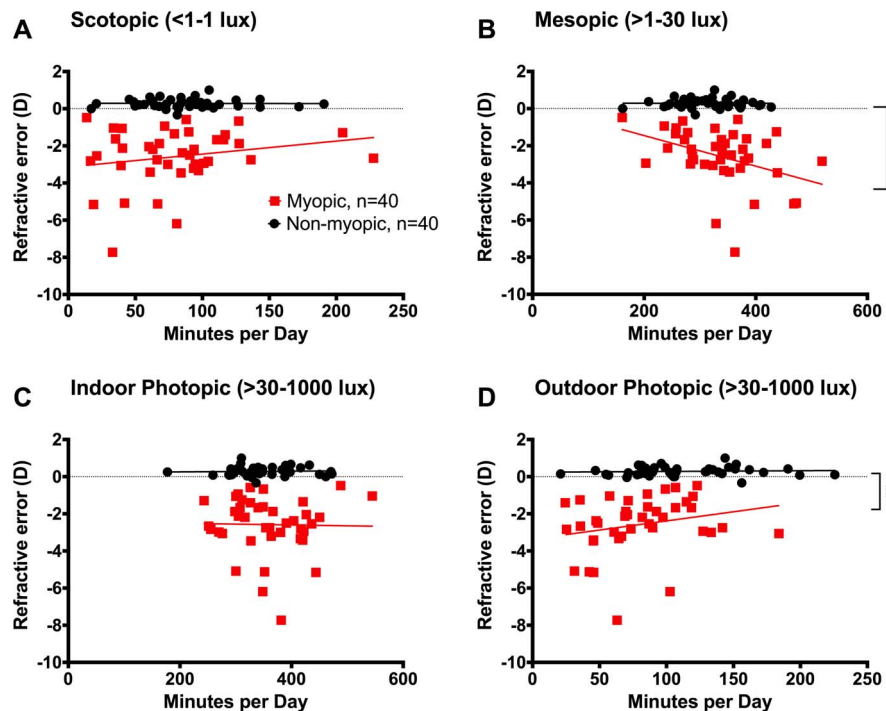 A Scotopic (<1-1 lux)
2
0
-2
-4
-6
-8
-10
Refractive error (D)
Myopic, n=40
Non-myopic, n=40
0 50 100 150 200 250
Minutes per Day
B Mesopic (>1-30 lux)
2
0
-2
-4
-6
-8
-10
Refractive error (D)
0 200 400 600
Minutes per Day
C Indoor Photopic (>30-1000 lux)
2
0
-2
-4
-6
-8
-10
Refractive error (D)
0 200 400 600
Minutes per Day
D Outdoor Photopic (>30-1000 lux)
2
0
-2
-4
-6
-8
-10
Refractive error (D)
0 50 100 150 200 250
Minutes per Day